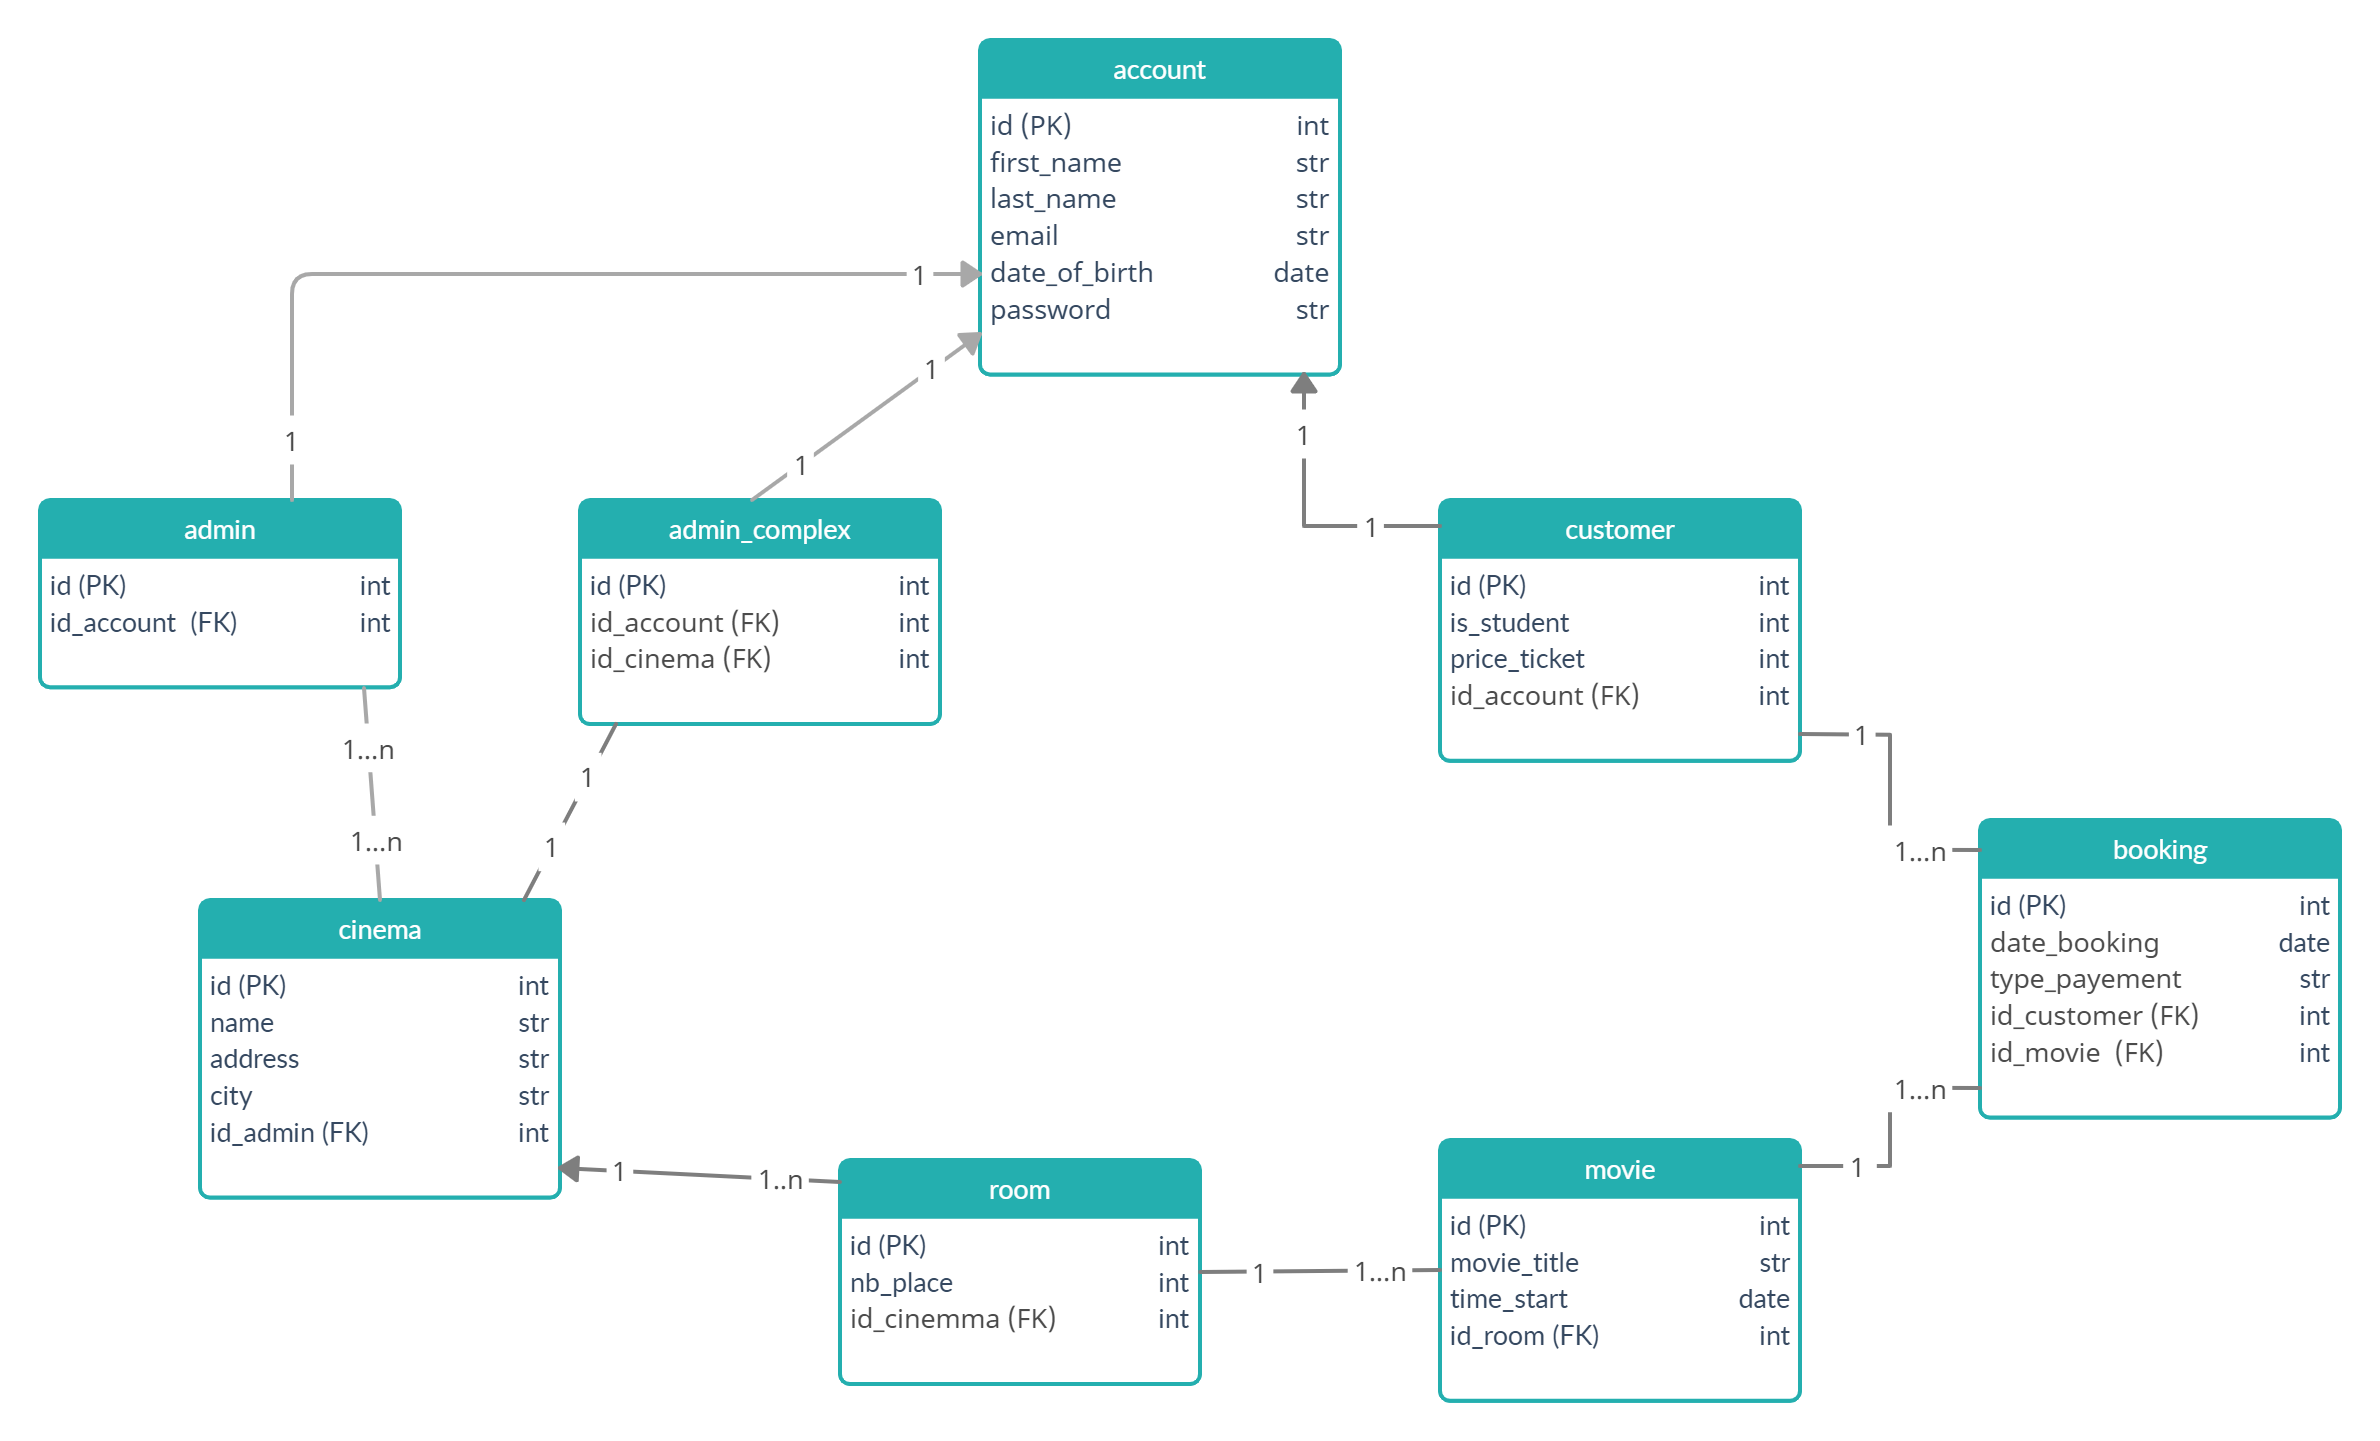 account
id (PK) int
first_name str
last_name str
email str
date_of_birth date
password str
1
1
1
1
1
1
admin
id (PK) int
id_account (FK) int
admin_complex
id (PK) int
id_account (FK) int
id_cinema (FK) int
customer
id (PK) int
is_student int
price_ticket int
id_account (FK) int
1...n
1...n
1
1
1
1...n
cinema
id (PK) int
name str
address str
city str
id_admin (FK) int
booking
id (PK) int
date_booking date
type_payement str
id_customer (FK) int
id_movie (FK) int
1...n
1
1
1..n
room
id (PK) int
nb_place int
id_cinemma (FK) int
1
1...n
movie
id (PK) int
movie_title str
time_start date
id_room (FK) int